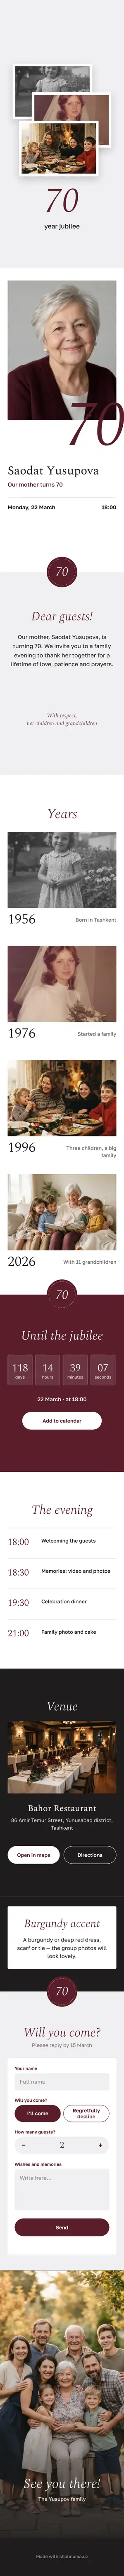 70
year jubilee
70
Saodat Yusupova
Our mother turns 70
Monday, 22 March 18:00
70
Dear guests!
Our mother, Saodat Yusupova, is
turning 70. We invite you to a family
evening to thank her together for a
lifetime of love, patience and prayers.
With respect,
her children and grandchildren
Years
1956 Born in Tashkent
1976 Started a family
1996 Three children, a big
family
2026 With 11 grandchildren
70
Until the jubilee
118 14 39 07
days hours minutes seconds
22 March · at 18:00
Add to calendar
The evening
18:00 Welcoming the guests
18:30 Memories: video and photos
19:30 Celebration dinner
21:00 Family photo and cake
Venue
Bahor Restaurant
85 Amir Temur Street, Yunusabad district,
Tashkent
Open in maps Directions
Burgundy accent
A burgundy or deep red dress,
scarf or tie — the group photos will
look lovely.
70
Will you come?
Please reply by 15 March
Your name
Full name
Will you come?
I'll come Regretfully
decline
How many guests?
− 2 +
Wishes and memories
Write here…
Send
See you there!
The Yusupov family
Made with shohnoma.uz